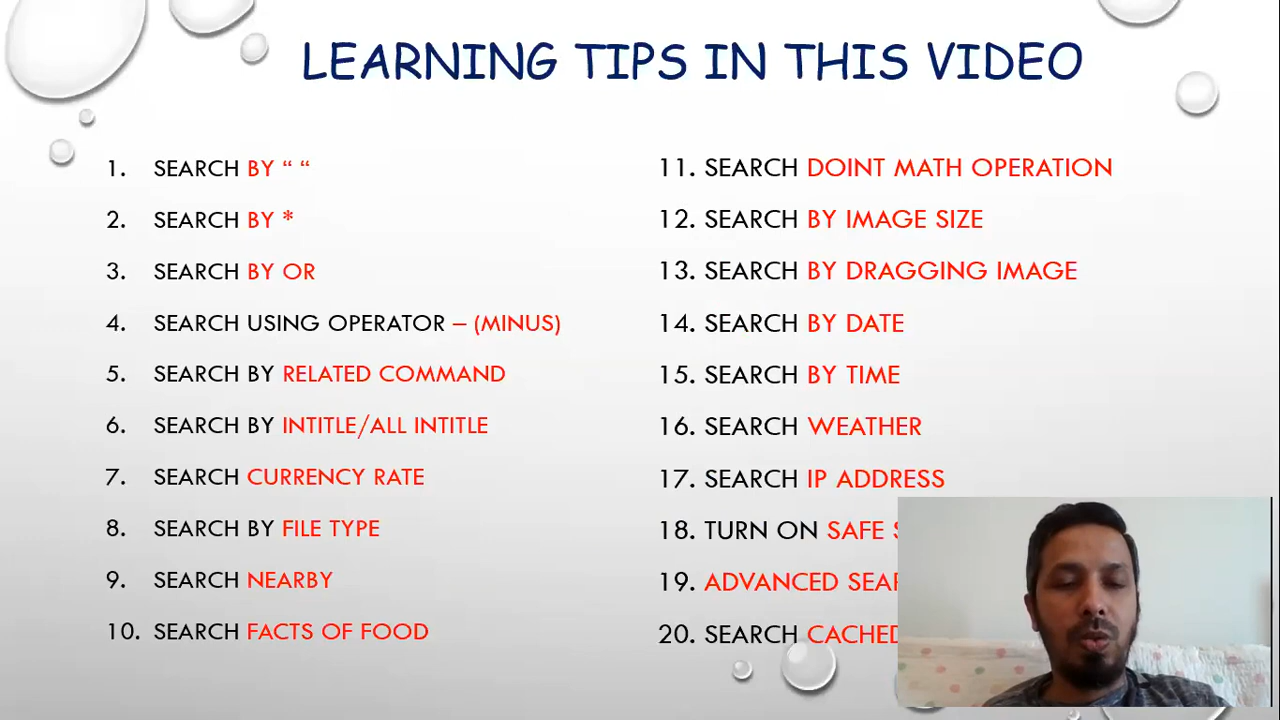 LEARNING TIPS IN THIS VIDEO
1. SEARCH BY “ “
2. SEARCH BY *
3. SEARCH BY OR
4. SEARCH USING OPERATOR – (MINUS)
5. SEARCH BY RELATED COMMAND
6. SEARCH BY INTITLE/ALL INTITLE
7. SEARCH CURRENCY RATE
8. SEARCH BY FILE TYPE
9. SEARCH NEARBY
10. SEARCH FACTS OF FOOD
11. SEARCH DOINT MATH OPERATION
12. SEARCH BY IMAGE SIZE
13. SEARCH BY DRAGGING IMAGE
14. SEARCH BY DATE
15. SEARCH BY TIME
16. SEARCH WEATHER
17. SEARCH IP ADDRESS
18. TURN ON SAFE
19. ADVANCED
20. SEARCH CACHED